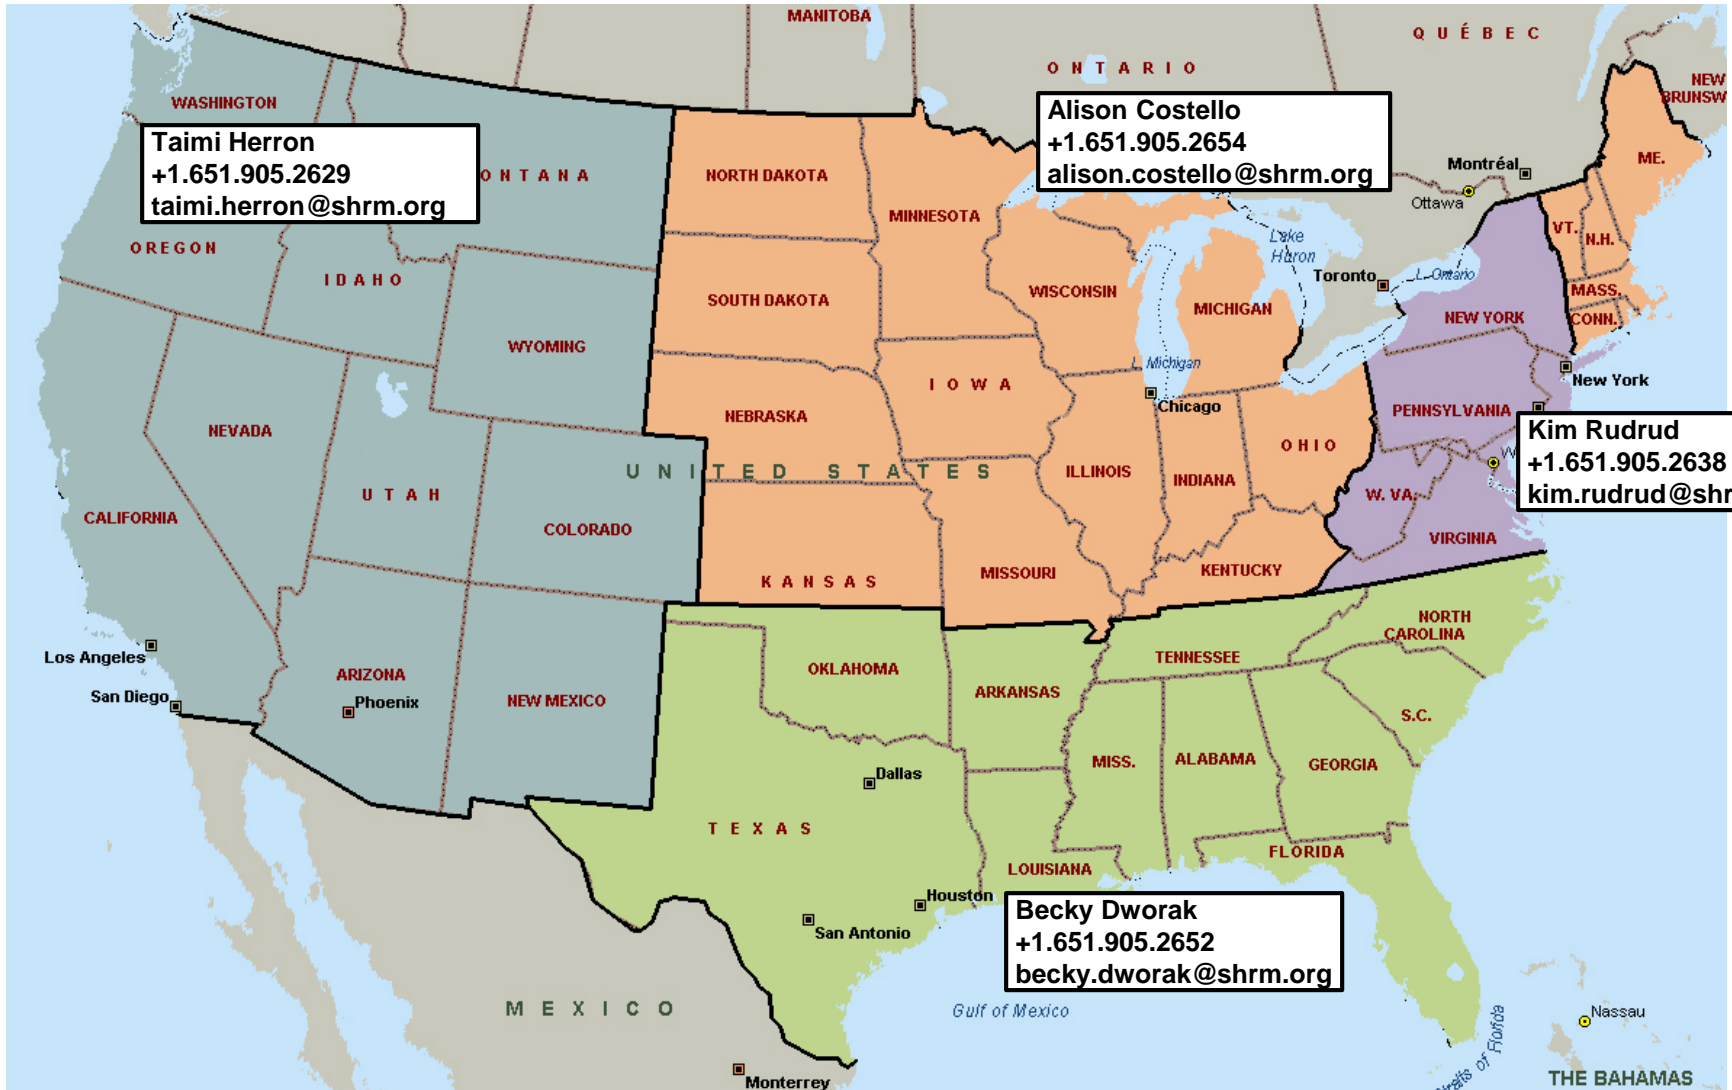 MANITOBA
QUÉBEC
ONTARIO
NEW
BRUNSW
WASHINGTON
Taimi Herron
+1.651.905.2629
taimi.herron@shrm.org
Alison Costello
+1.651.905.2654
alison.costello@shrm.org
ONTANA
NORTH DAKOTA
MINNESOTA
Montréal
Ottawa
ME.
VT.
N.H.
OREGON
IDAHO
Lake
Huron
Toronto
L. Ontario
SOUTH DAKOTA
WISCONSIN
MICHIGAN
MASS.
CONN.
NEW YORK
WYOMING
L. Michigan
IOWA
New York
Chicago
NEBRASKA
PENNSYLVANIA
NEVADA
OHIO
Kim Rudrud
+1.651.905.2638
kim.rudrud@shr
W
UNITED STATES
ILLINOIS
INDIANA
W. VA.
UTAH
CALIFORNIA
COLORADO
VIRGINIA
KANSAS
MISSOURI
KENTUCKY
NORTH
CAROLINA
Los Angeles
TENNESSEE
ARIZONA
OKLAHOMA
ARKANSAS
San Diego
Phoenix
NEW MEXICO
S.C.
MISS.
ALABAMA
GEORGIA
Dallas
TEXAS
FLORIDA
LOUISIANA
Houston
San Antonio
Becky Dworak
+1.651.905.2652
becky.dworak@shrm.org
MEXICO
Gulf of Mexico
Nassau
raits of Florida
THE BAHAMAS
Monterrey